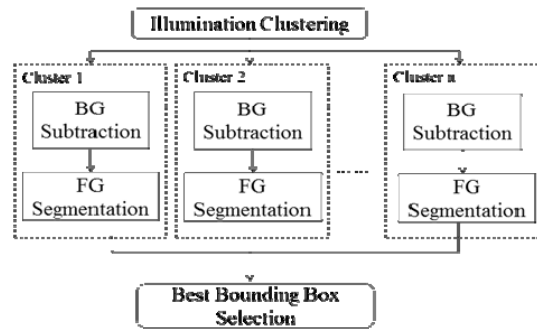 Illumination Clustering
Cluster 1
BG
Subtraction
FG
Segmentation
Cluster 2
BG
Subtraction
FG
Segmentation
Cluster n
BG
Subtraction
FG
Segmentation
Best Bounding Box
Selection